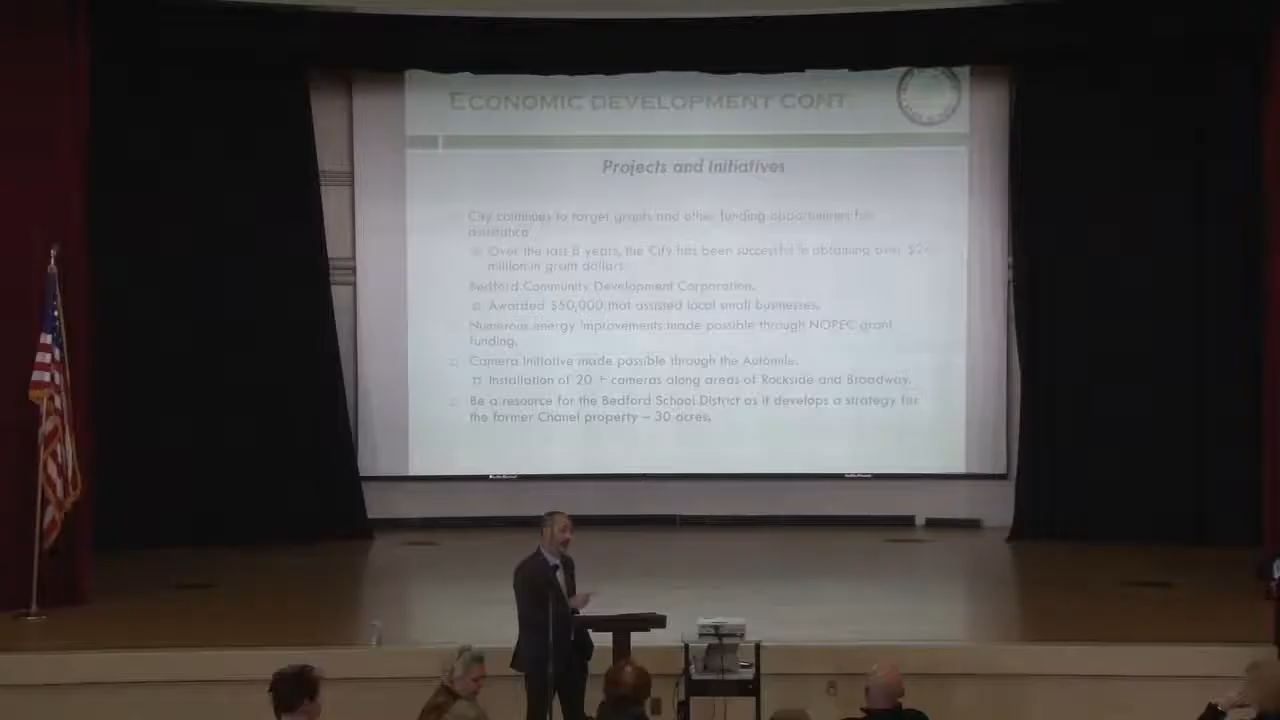 ECONOMIC DEVELOPMENT CONT
Projects and Initiatives
City continues to target grants and other funding opportunities for
assistance
Over the last 8 years, the City has been successful in obtaining over
million in grant dollars.
Bedford Community Development Corporation.
Awarded $50,000 that assisted local small businesses.
Numerous energy improvements made possible through NOPEC grant
funding.
Camera Initiative made possible through the Automile.
Installation of 20 + cameras along areas of Rockside and Broadway.
Be a resource for the Bedford School District as it develops a strategy for
the former Chanel property – 30 acres.